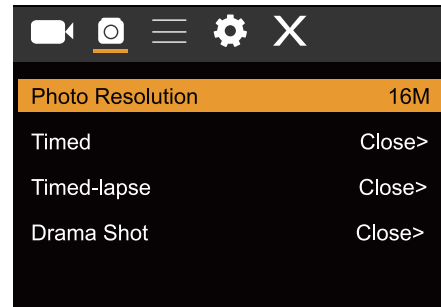 Photo Resolution 16M
Timed Close>
Timed-lapse Close>
Drama Shot Close>